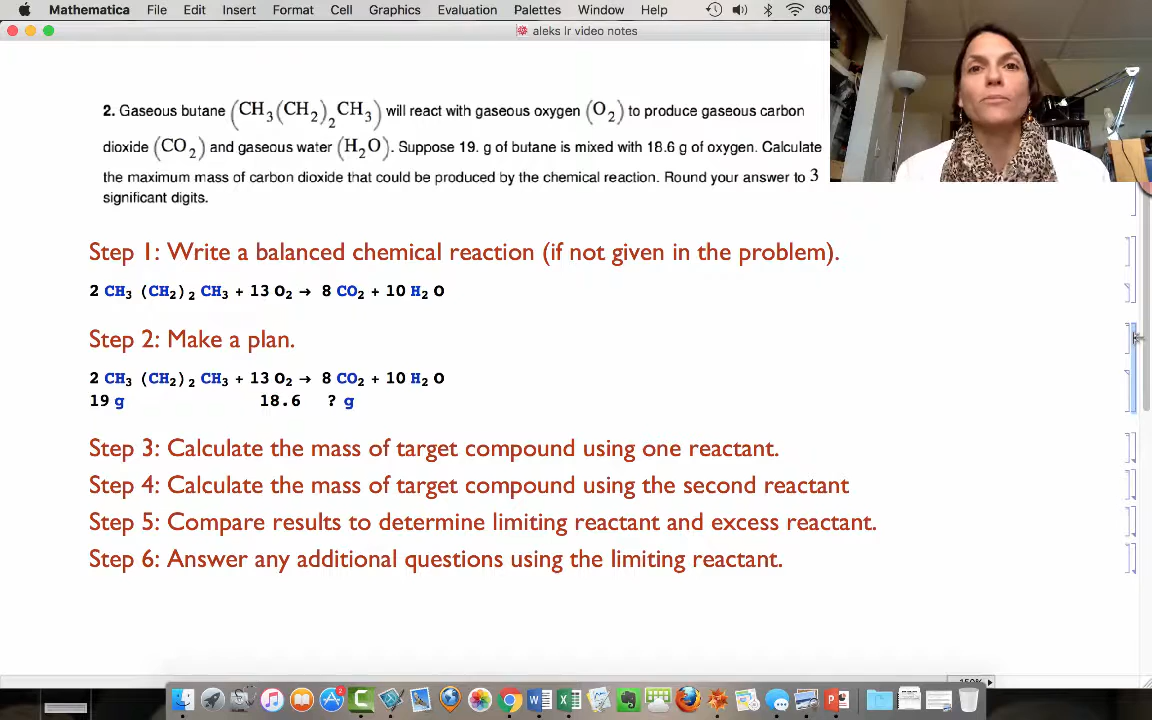 Mathematica File Edit Insert Format Cell Graphics Evaluation Palettes Window Help 60%
aleks lr video notes
2. Gaseous butane (CH3(CH2)2CH3) will react with gaseous oxygen (O2) to produce gaseous carbon
dioxide (CO2) and gaseous water (H2O). Suppose 19. g of butane is mixed with 18.6 g of oxygen. Calculate
the maximum mass of carbon dioxide that could be produced by the chemical reaction. Round your answer to 3
significant digits.
Step 1: Write a balanced chemical reaction (if not given in the problem).
2 CH3 (CH2)2 CH3 + 13 O2 → 8 CO2 + 10 H2 O
Step 2: Make a plan.
2 CH3 (CH2)2 CH3 + 13 O2 → 8 CO2 + 10 H2 O
19 g 18.6 ? g
Step 3: Calculate the mass of target compound using one reactant.
Step 4: Calculate the mass of target compound using the second reactant
Step 5: Compare results to determine limiting reactant and excess reactant.
Step 6: Answer any additional questions using the limiting reactant.